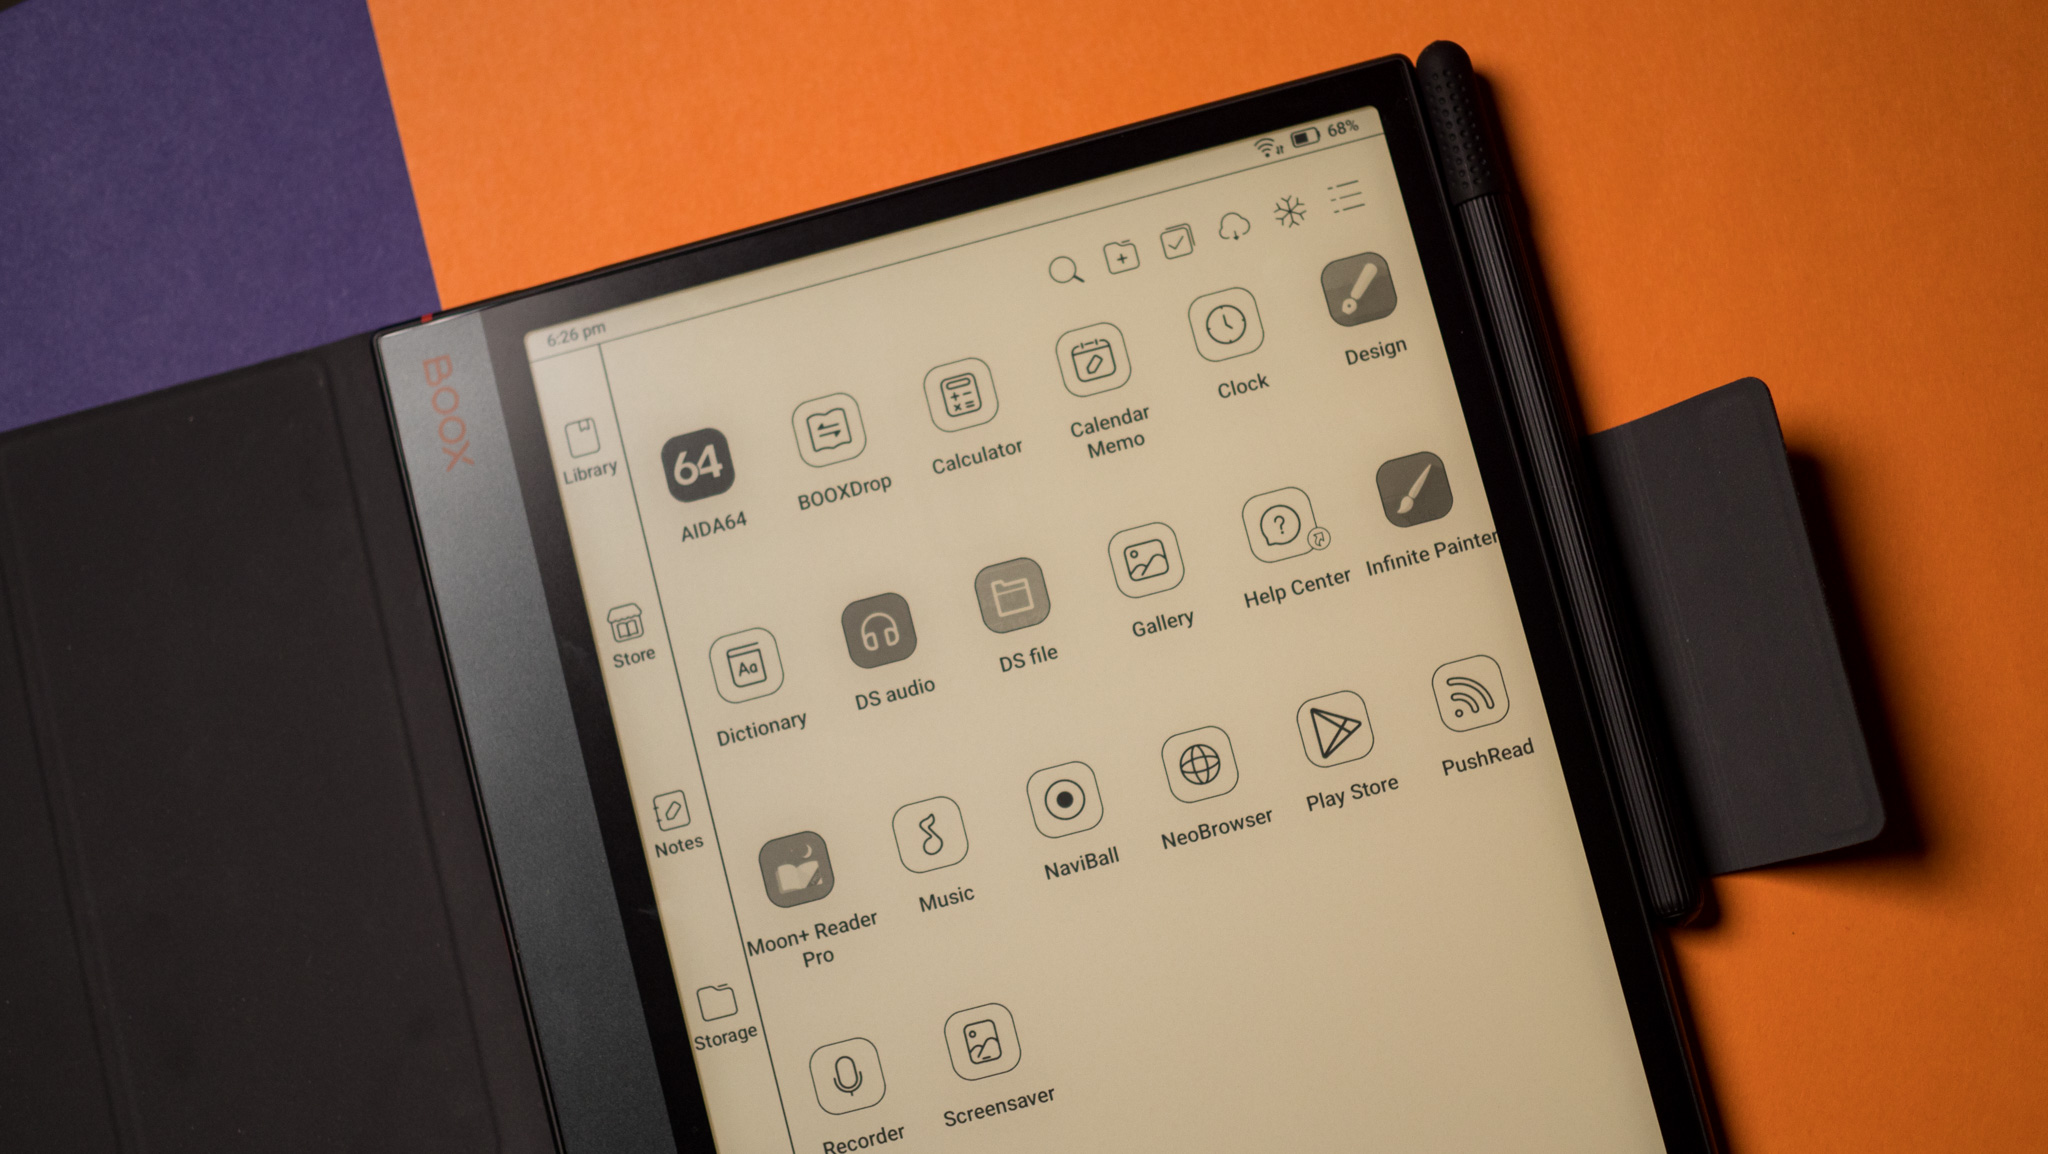 BOOX
6:26 pm
68%
Library
Store
Notes
Storage
64
AIDA64
BOOXDrop
Calculator
Calendar
Memo
Clock
Design
Aa
Dictionary
DS audio
DS file
Gallery
?
Help Center
Infinite Painter
Moon+ Reader
Pro
Music
NaviBall
NeoBrowser
Play Store
PushRead
Recorder
Screensaver